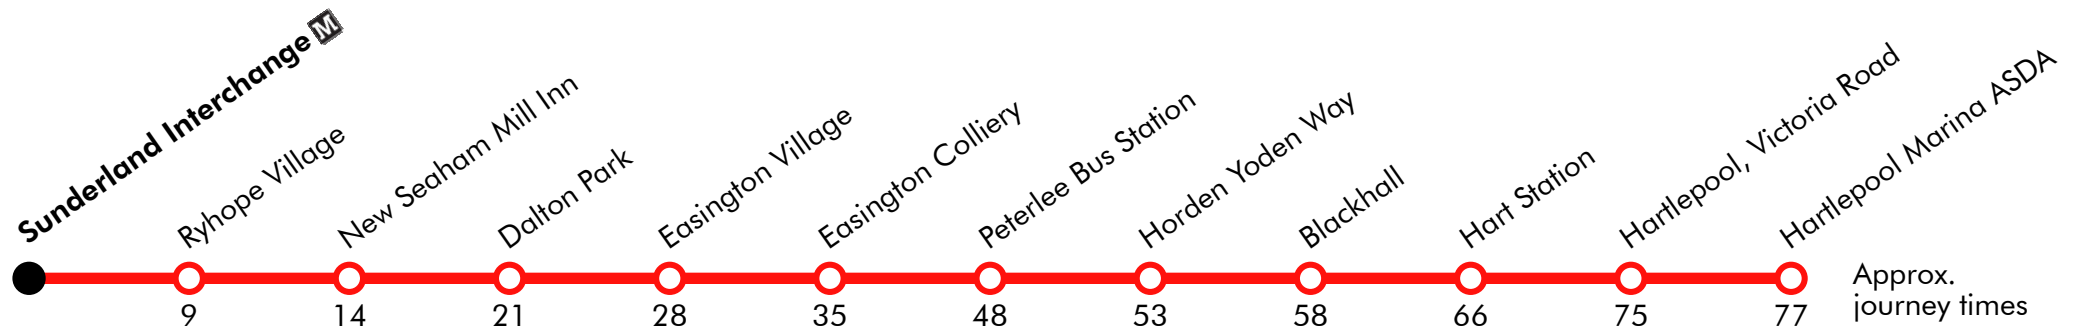 Sunderland Interchange M
Ryhope Village
New Seaham Mill Inn
Dalton Park
Easington Village
Easington Colliery
Peterlee Bus Station
Horden Yoden Way
Blackhall
Hart Station
Hartlepool, Victoria Road
Hartlepool Marina ASDA
9 14 21 28 35 48 53 58 66 75 77
Approx.
journey times